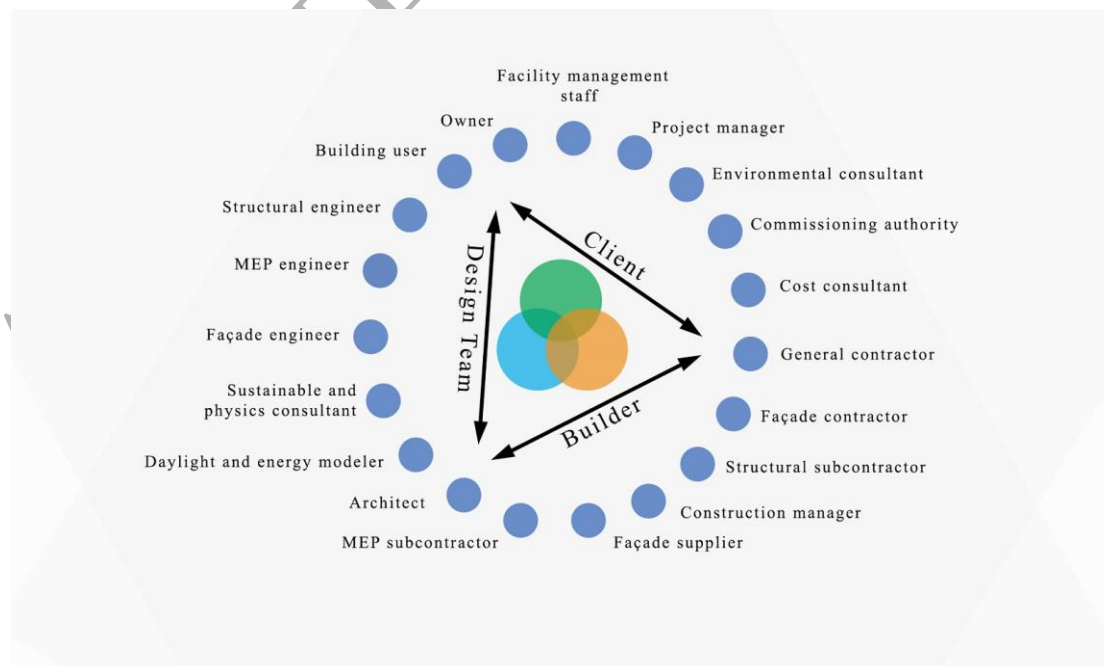 Facility management
staff
Owner
Project manager
Building user
Environmental consultant
Structural engineer
Commissioning authority
Client
MEP engineer
Design Team
Cost consultant
Façade engineer
General contractor
Sustainable and
physics consultant
Builder
Façade contractor
Daylight and energy modeler
Structural subcontractor
Architect
Construction manager
MEP subcontractor
Façade supplier